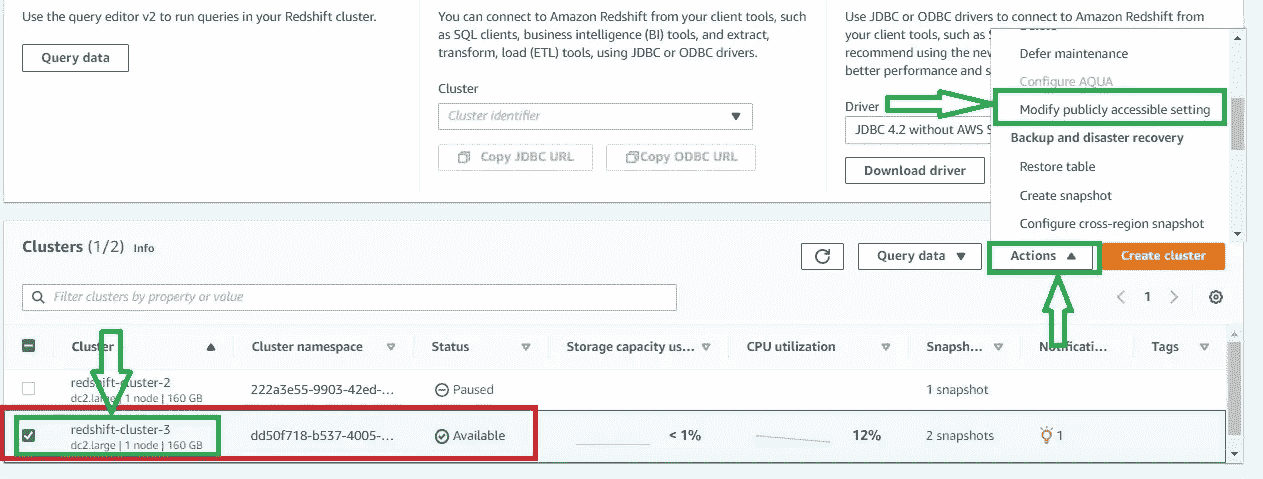 Use the query editor v2 to run queries in your Redshift cluster.
Query data
You can connect to Amazon Redshift from your client tools, such
as SQL clients, business intelligence (BI) tools, and extract,
transform, load (ETL) tools, using JDBC or ODBC drivers.
Cluster
Cluster identifier
Copy JDBC URL
Copy ODBC URL
Use JDBC or ODBC drivers to connect to Amazon Redshift from
your client tools, such as
recommend using the new
better performance and
Driver
JDBC 4.2 without AWS
Download driver
Defer maintenance
Configure AQUA
Modify publicly accessible setting
Backup and disaster recovery
Restore table
Create snapshot
Configure cross-region snapshot
Clusters (1/2) Info
Query data
Actions
Create cluster
Filter clusters by property or value
1
Cluster
Cluster namespace
Status
Storage capacity us...
CPU utilization
Snapsh...
Notificati...
Tags
redshift-cluster-2
dc2.large | 1 node | 160 GB
222a3e55-9903-42ed-...
Paused
1 snapshot
redshift-cluster-3
dc2.large | 1 node | 160 GB
dd50f718-b537-4005-...
Available
< 1%
12%
2 snapshots
1